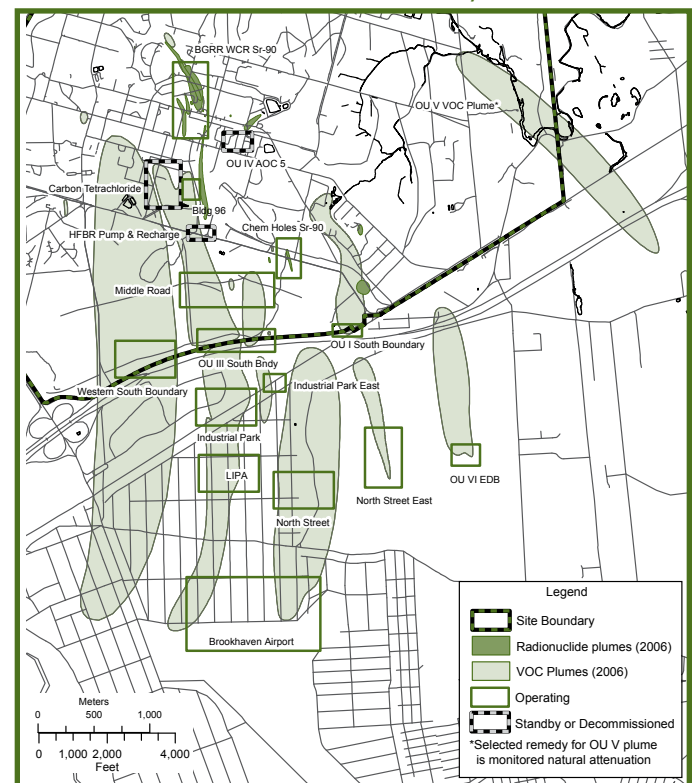 BGRR WCR Sr-90
OU V VOC Plume*
OU IV AOC 5
Carbon Tetrachloride
Bldg 96
Chem Holes Sr-90
HFBR Pump & Recharge
Middle Road
OU I South Boundary
OU III South Bndy
Western South Boundary
Industrial Park East
Industrial Park
LIPA
North Street
North Street East
OU VI EDB
Brookhaven Airport
Legend
Site Boundary
Radionuclide plumes (2006)
VOC Plumes (2006)
Operating
Standby or Decommissioned
*Selected remedy for OU V plume
is monitored natural attenuation
Meters
0 500 1,000
0 1,000 2,000 4,000
Feet